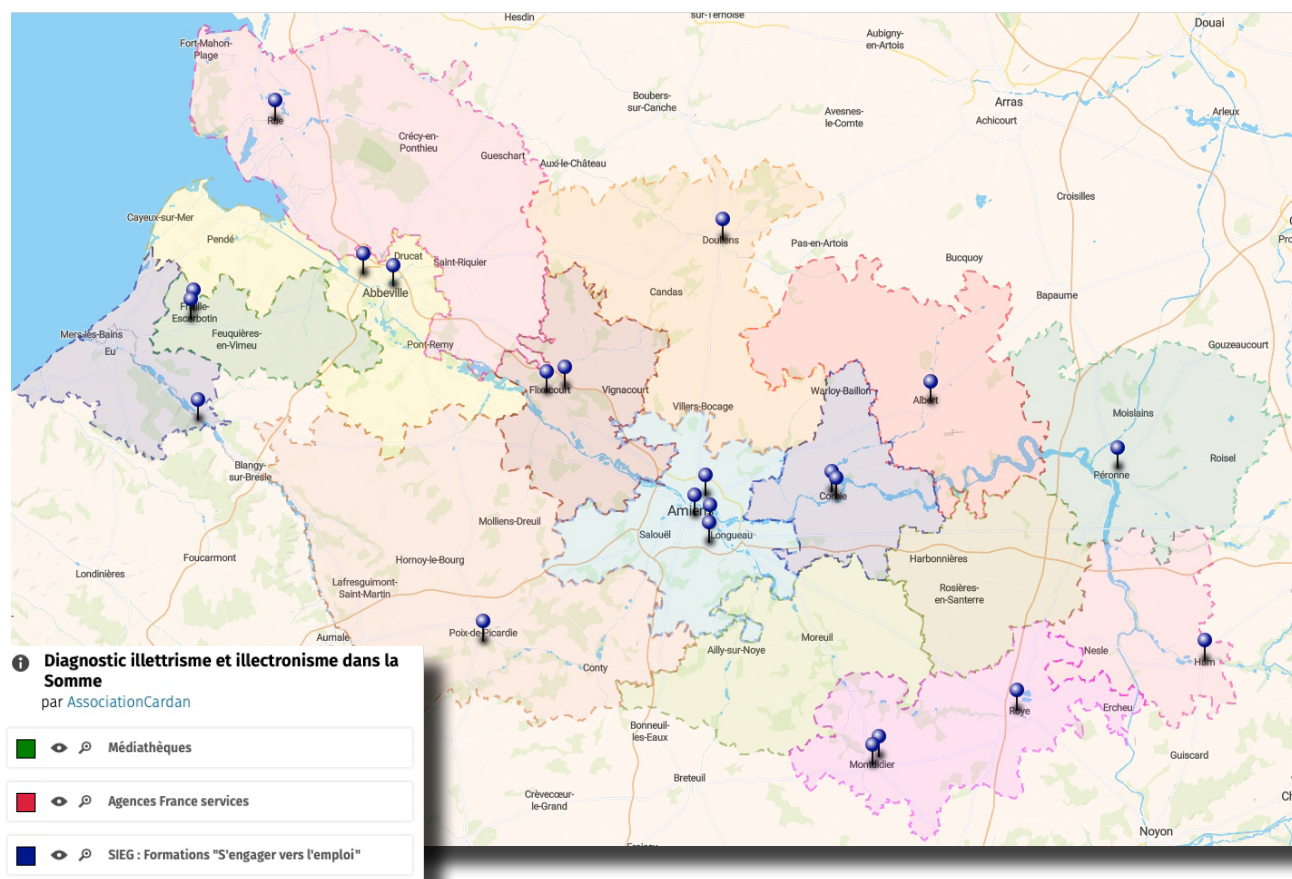 Hesdin
sur-Ternoise
Douai
Fort-Mahon-
Plage
Aubigny-
en-Artois
Boubers-
sur-Canche
Avesnes-
le-Comte
Arras
Achicourt
Arleux
Rue
Crécy-en-
Ponthieu
Gueschart
Auxi-le-Château
Croisilles
Cayeux-sur-Mer
Pendé
Drucat
Saint-Riquier
Doullens
Pas-en-Artois
Bucquoy
Abbeville
Candas
Bapaume
Friville-
Escarbotin
Feuquières-
en-Vimeu
Mers-les-Bains
Eu
Pont-Remy
Gouzeaucourt
Flixecourt
Vignacourt
Warloy-Baillon
Albert
Villers-Bocage
Moislains
Roisel
Blangy-
sur-Bresle
Péronne
Corbie
Molliens-Dreuil
Amiens
Salouël
Longueau
Foucarmont
Hornoy-le-Bourg
Harbonnières
Londinières
Lafresguimont-
Saint-Martin
Rosières-
en-Santerre
Aumale
Poix-de-Picardie
Moreuil
Ailly-sur-Noye
Nesle
Ham
Conty
Roye
Ercheu
Bonneuil-
les-Eaux
Montdidier
Guiscard
Breteuil
Crèvecœur-
le-Grand
Noyon
Diagnostic illettrisme et illectronisme dans la
Somme
par AssociationCardan
Médiathèques
Agences France services
SIEG : Formations "S'engager vers l'emploi"